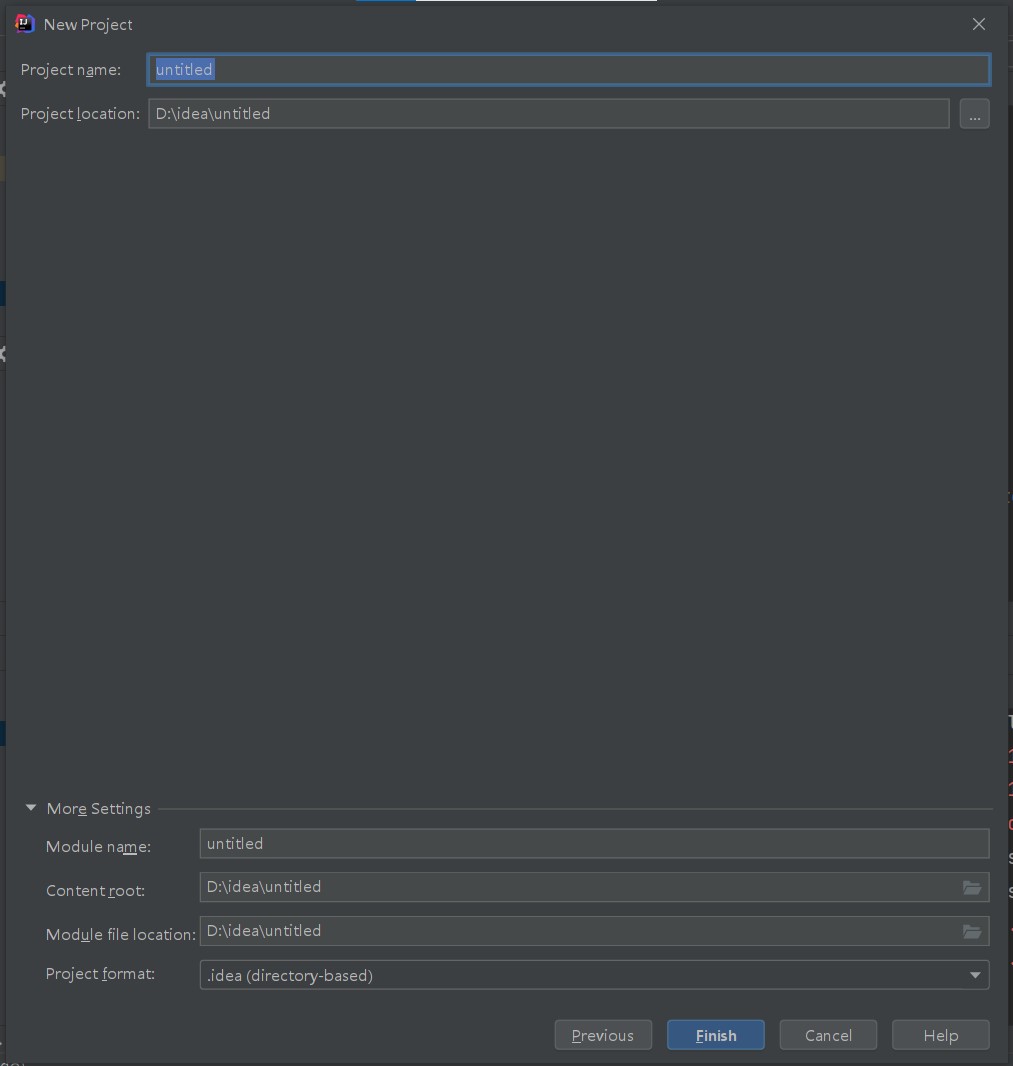 New Project
Project name: untitled
Project location: D:\idea\untitled ...
More Settings
Module name: untitled
Content root: D:\idea\untitled
Module file location: D:\idea\untitled
Project format: .idea (directory-based)
Previous Finish Cancel Help